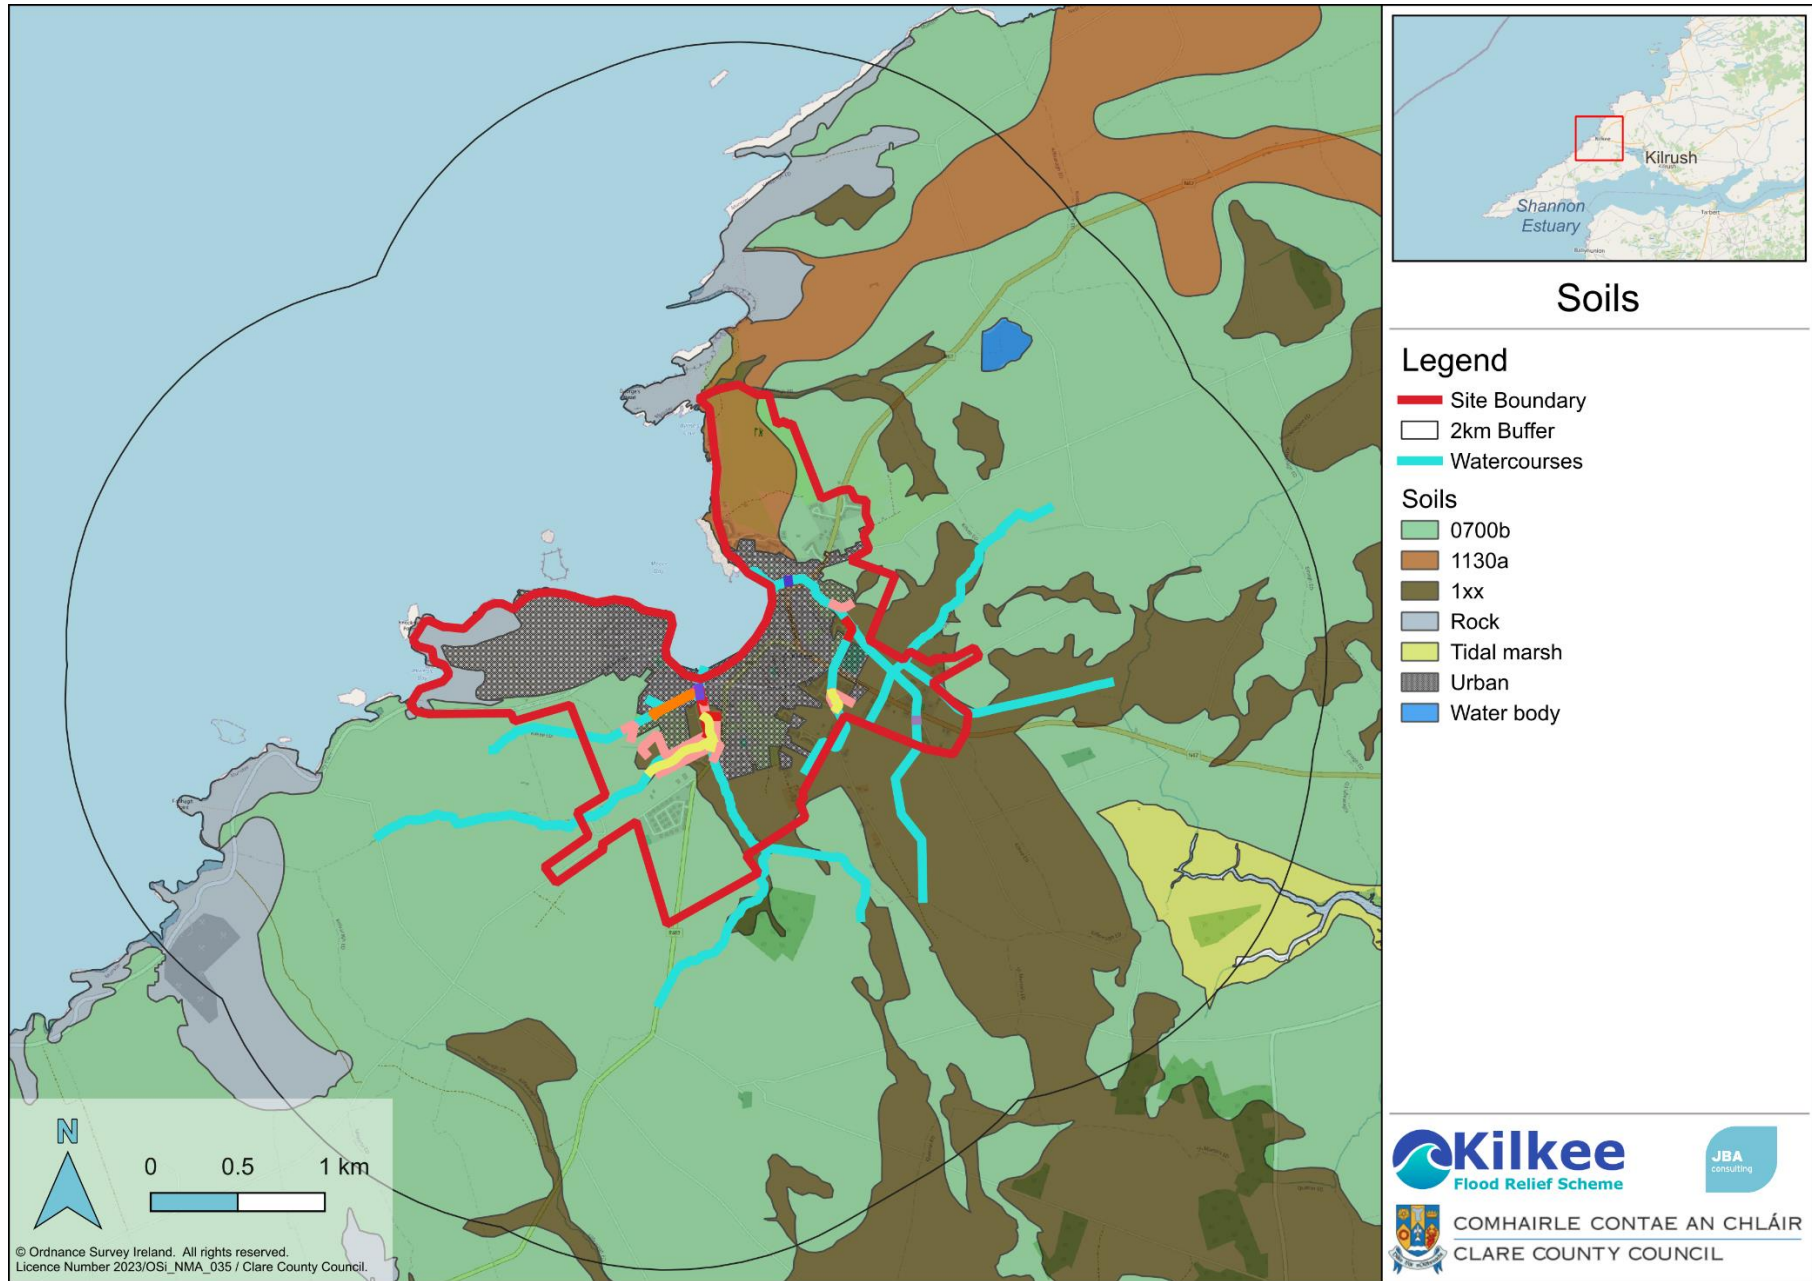 Kilrush
Shannon
Estuary
Soils
Legend
Site Boundary
2km Buffer
Watercourses
Soils
0700b
1130a
1xx
Rock
Tidal marsh
Urban
Water body
N
0 0.5 1 km
© Ordnance Survey Ireland. All rights reserved.
Licence Number 2023/OSi_NMA_035 / Clare County Council.
Kilkee
Flood Relief Scheme
JBA
consulting
COMHAIRLE CONTAE AN CHLÁIR
CLARE COUNTY COUNCIL